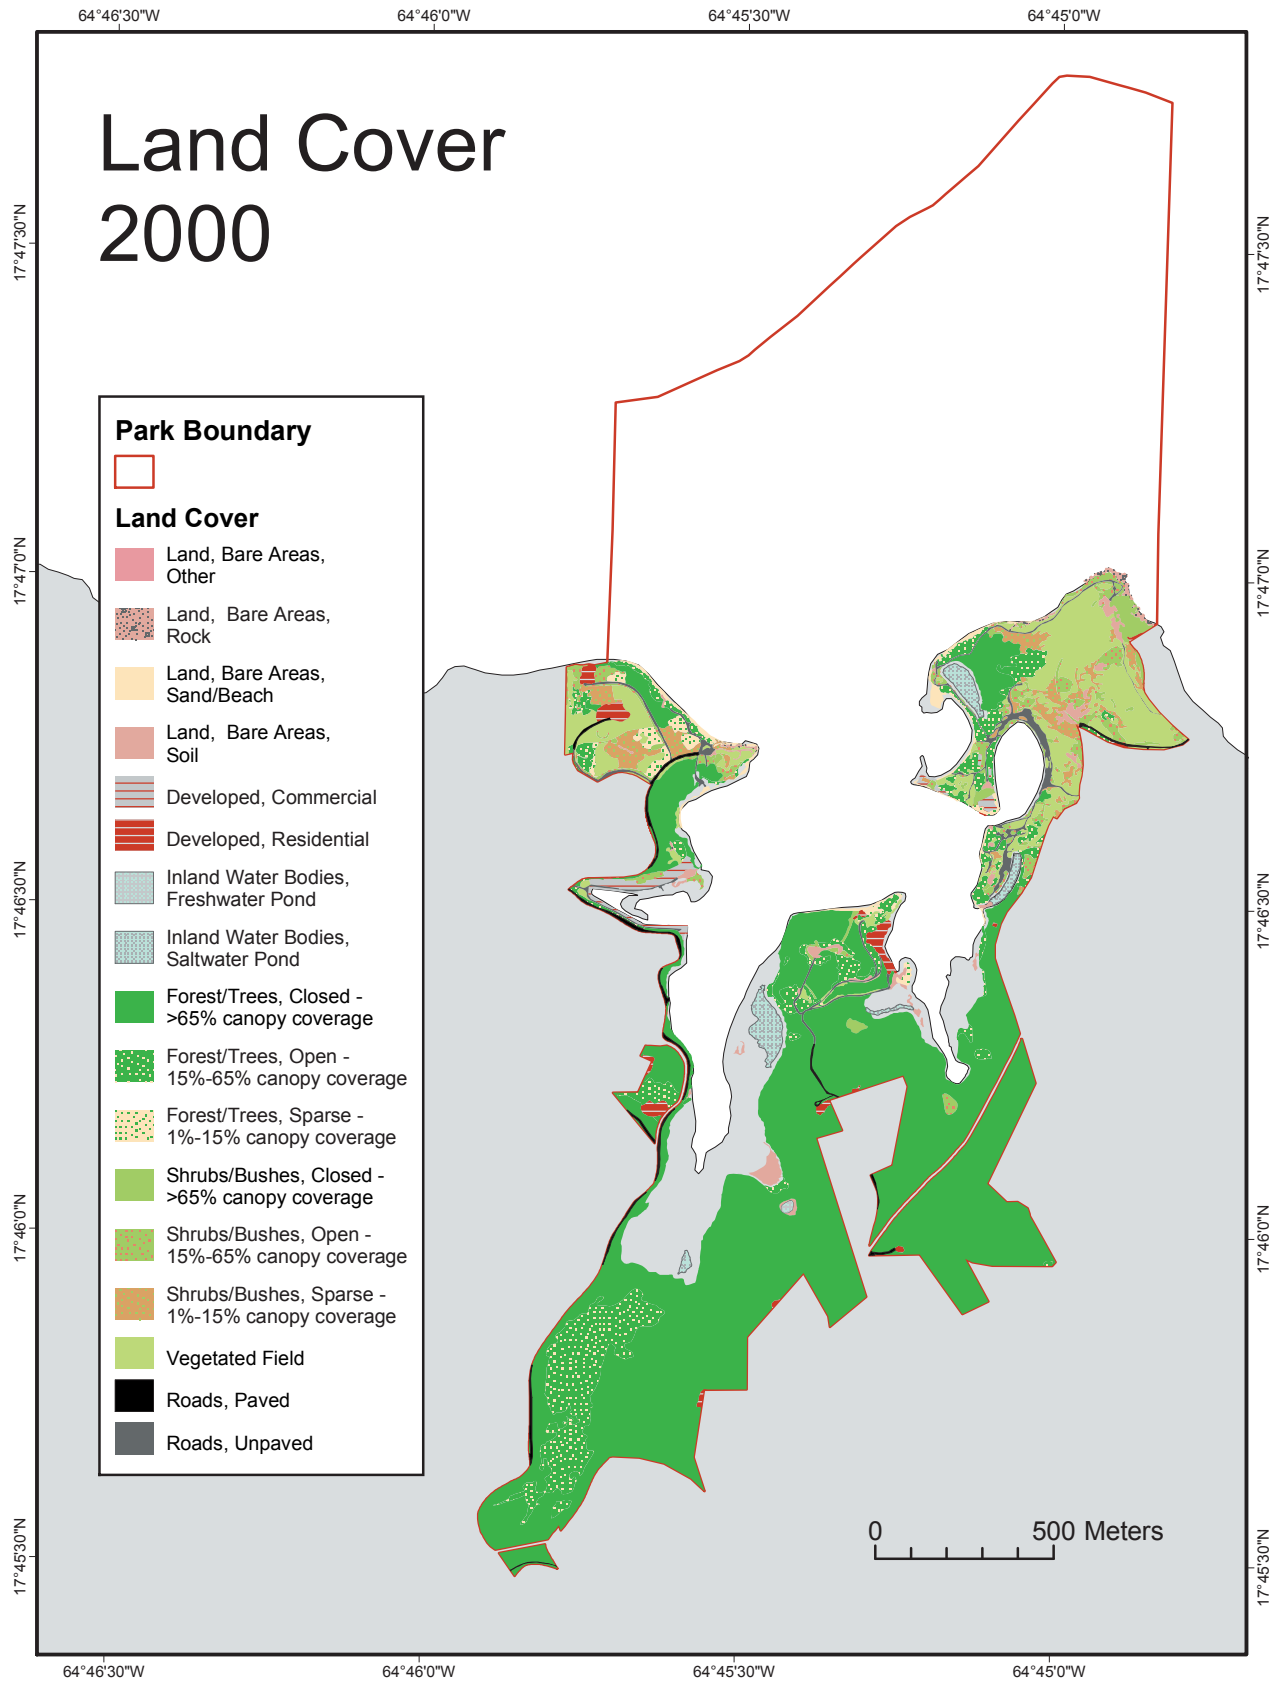 64°46'30"W 64°46'0"W 64°45'30"W 64°45'0"W
Land Cover
2000
17°47'30"N 17°47'30"N
Park Boundary
Land Cover
Land, Bare Areas,
Other
Land, Bare Areas,
Rock
Land, Bare Areas,
Sand/Beach
Land, Bare Areas,
Soil
Developed, Commercial
Developed, Residential
Inland Water Bodies,
Freshwater Pond
Inland Water Bodies,
Saltwater Pond
Forest/Trees, Closed -
>65% canopy coverage
Forest/Trees, Open -
15%-65% canopy coverage
Forest/Trees, Sparse -
1%-15% canopy coverage
Shrubs/Bushes, Closed -
>65% canopy coverage
Shrubs/Bushes, Open -
15%-65% canopy coverage
Shrubs/Bushes, Sparse -
1%-15% canopy coverage
Vegetated Field
Roads, Paved
Roads, Unpaved
17°47'0"N 17°47'0"N
17°46'30"N 17°46'30"N
17°46'0"N 17°46'0"N
17°45'30"N 17°45'30"N
0 500 Meters
64°46'30"W 64°46'0"W 64°45'30"W 64°45'0"W